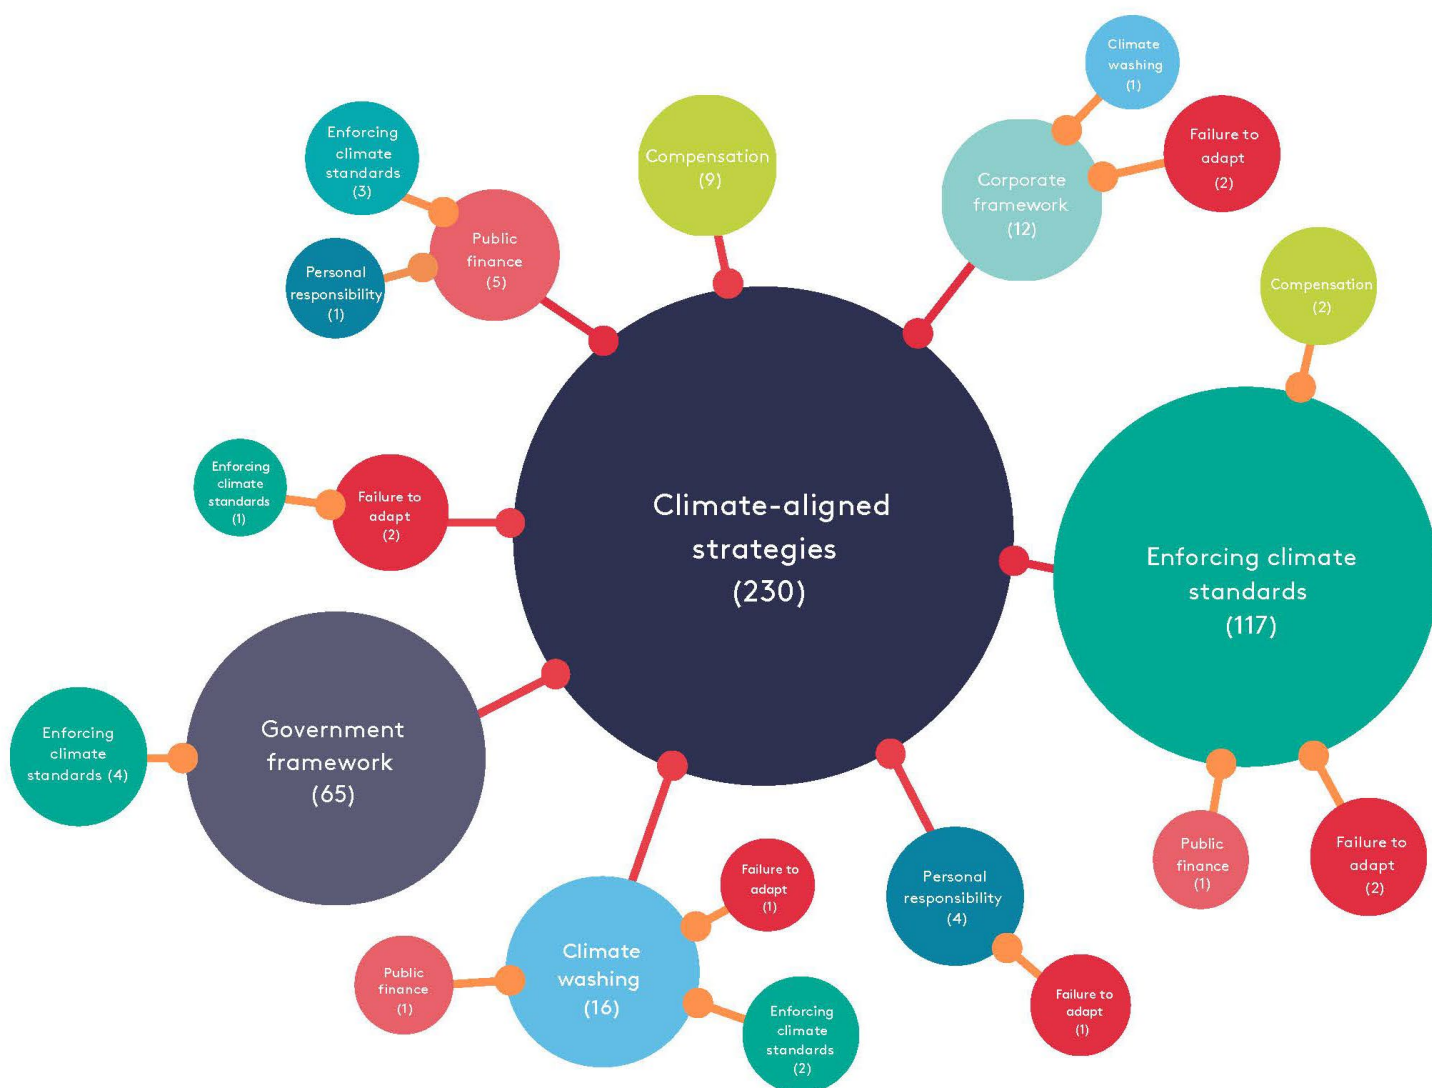 Climate
washing
(1)
Enforcing
climate
standards
(3)
Compensation
(9)
Failure to
adapt
(2)
Corporate
framework
(12)
Public
finance
(5)
Personal
responsibility
(1)
Compensation
(2)
Enforcing
climate
standards
(1)
Failure to
adapt
(2)
Climate-aligned
strategies
(230)
Enforcing climate
standards
(117)
Government
framework
(65)
Enforcing
climate
standards (4)
Public
finance
(1)
Failure to
adapt
(2)
Failure to
adapt
(1)
Personal
responsibility
(4)
Climate
washing
(16)
Public
finance
(1)
Failure to
adapt
(1)
Enforcing
climate
standards
(2)